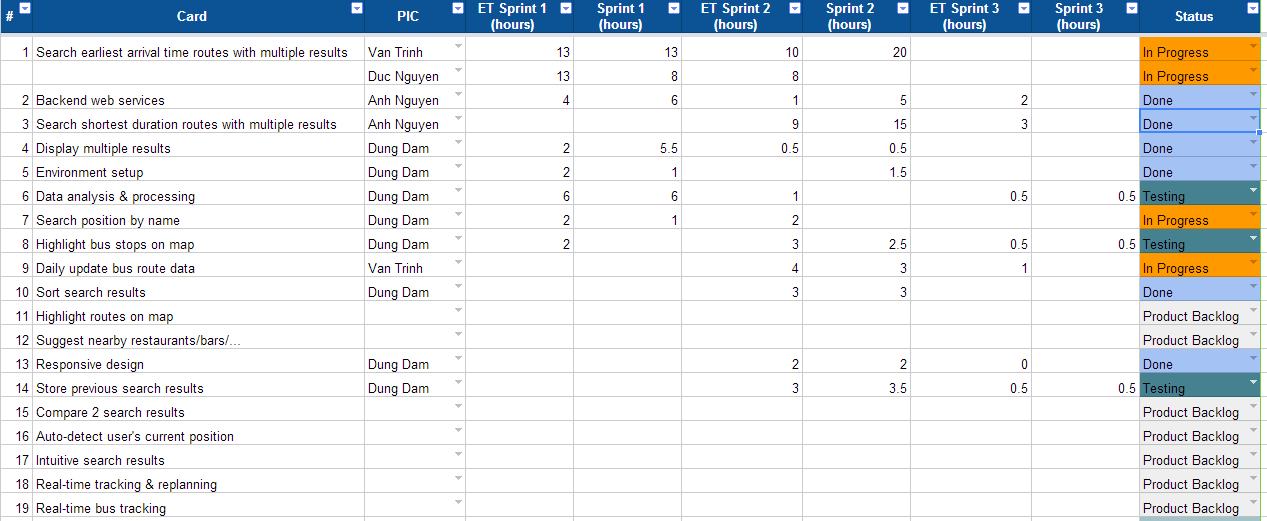 # Card PIC ET Sprint 1 (hours) Sprint 1 (hours) ET Sprint 2 (hours) Sprint 2 (hours) ET Sprint 3 (hours) Sprint 3 (hours) Status
1 Search earliest arrival time routes with multiple results Van Trinh 13 13 10 20 In Progress
Duc Nguyen 13 8 8 In Progress
2 Backend web services Anh Nguyen 4 6 1 5 2 Done
3 Search shortest duration routes with multiple results Anh Nguyen 9 15 3 Done
4 Display multiple results Dung Dam 2 5.5 0.5 0.5 Done
5 Environment setup Dung Dam 2 1 1.5 Done
6 Data analysis & processing Dung Dam 6 6 1 0.5 0.5 Testing
7 Search position by name Dung Dam 2 1 2 In Progress
8 Highlight bus stops on map Dung Dam 2 3 2.5 0.5 0.5 Testing
9 Daily update bus route data Van Trinh 4 3 1 In Progress
10 Sort search results Dung Dam 3 3 Done
11 Highlight routes on map Product Backlog
12 Suggest nearby restaurants/bars/… Product Backlog
13 Responsive design Dung Dam 2 2 0 Done
14 Store previous search results Dung Dam 3 3.5 0.5 0.5 Testing
15 Compare 2 search results Product Backlog
16 Auto-detect user's current position Product Backlog
17 Intuitive search results Product Backlog
18 Real-time tracking & replanning Product Backlog
19 Real-time bus tracking Product Backlog